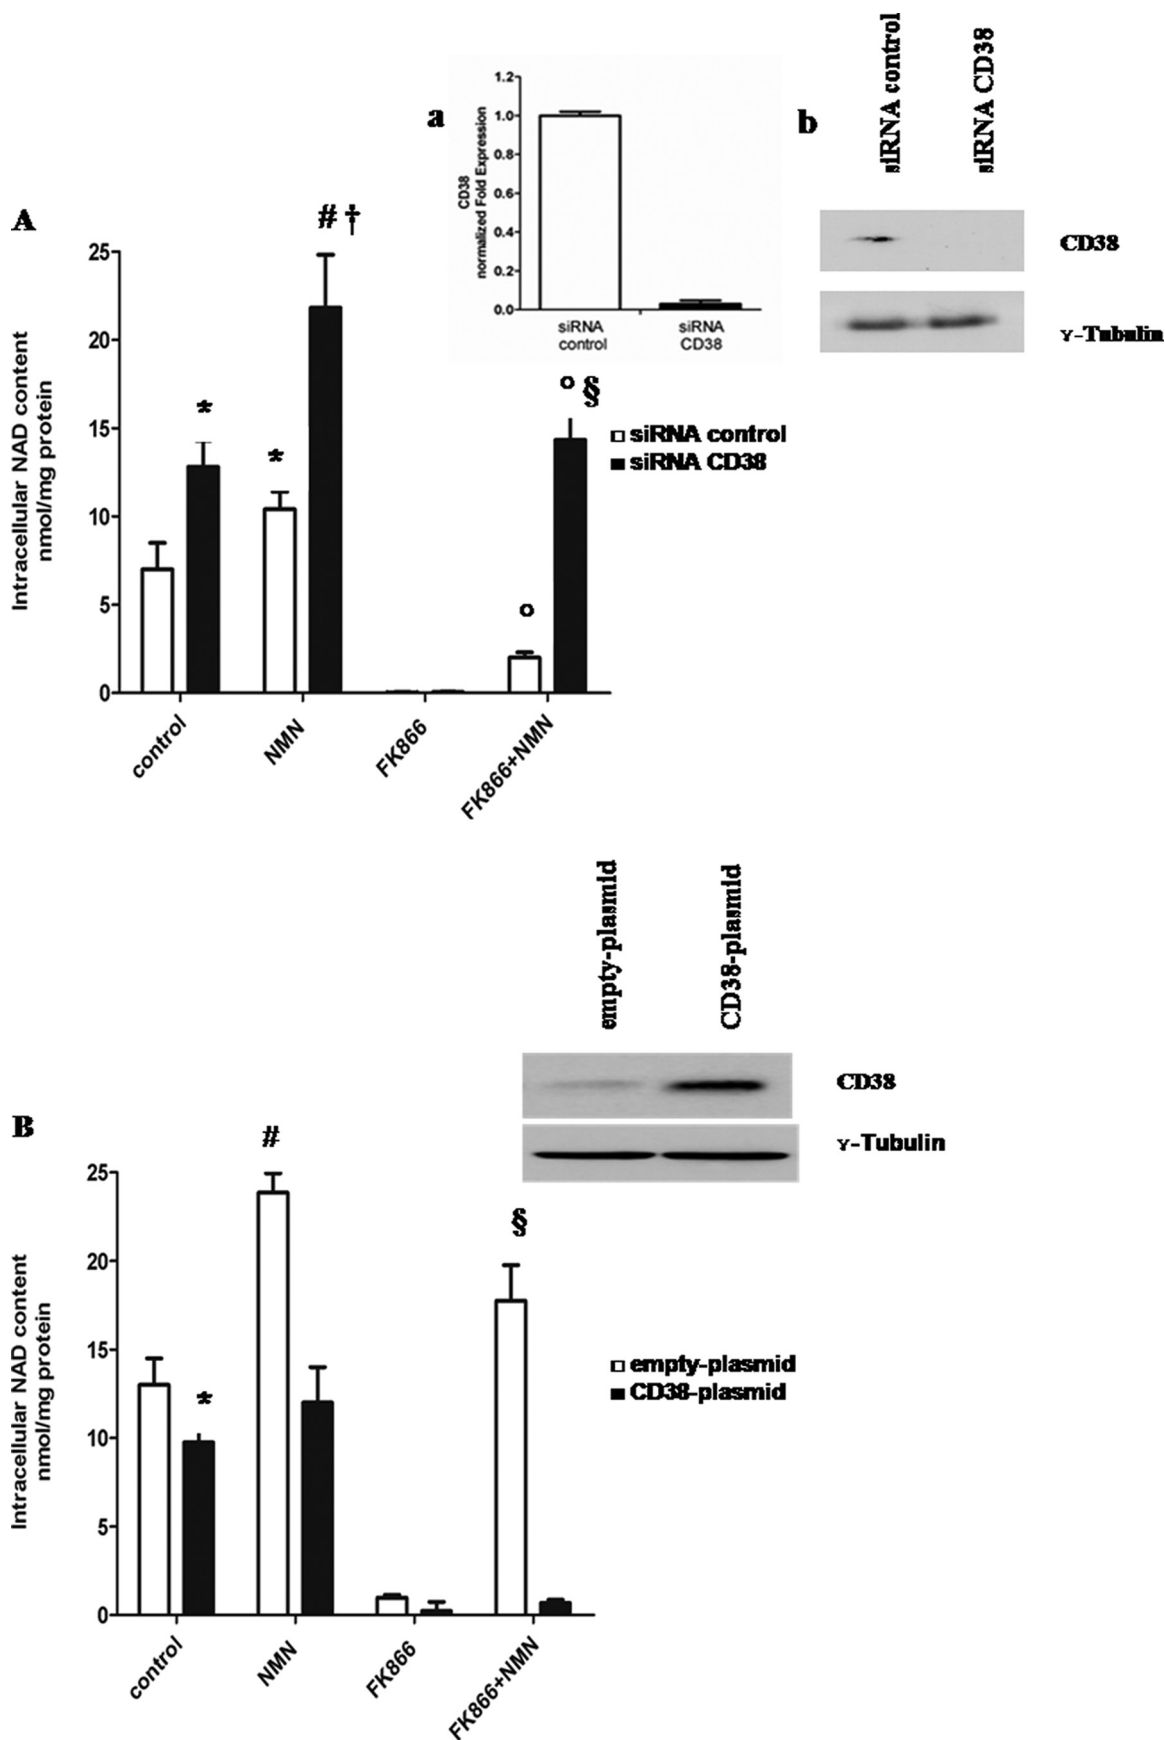 a
CD38
normalized Fold Expression
1.2
1.0
0.8
0.6
0.4
0.2
0.0
siRNA
control
siRNA
CD38
b
siRNA control
siRNA CD38
CD38
γ-Tubulin
A
Intracellular NAD content
nmol/mg protein
25
20
15
10
5
0
*
*
# †
°
° §
siRNA control
siRNA CD38
control
NMN
FK866
FK866+NMN
empty-plasmid
CD38-plasmid
CD38
γ-Tubulin
B
Intracellular NAD content
nmol/mg protein
25
20
15
10
5
0
*
#
§
empty-plasmid
CD38-plasmid
control
NMN
FK866
FK866+NMN